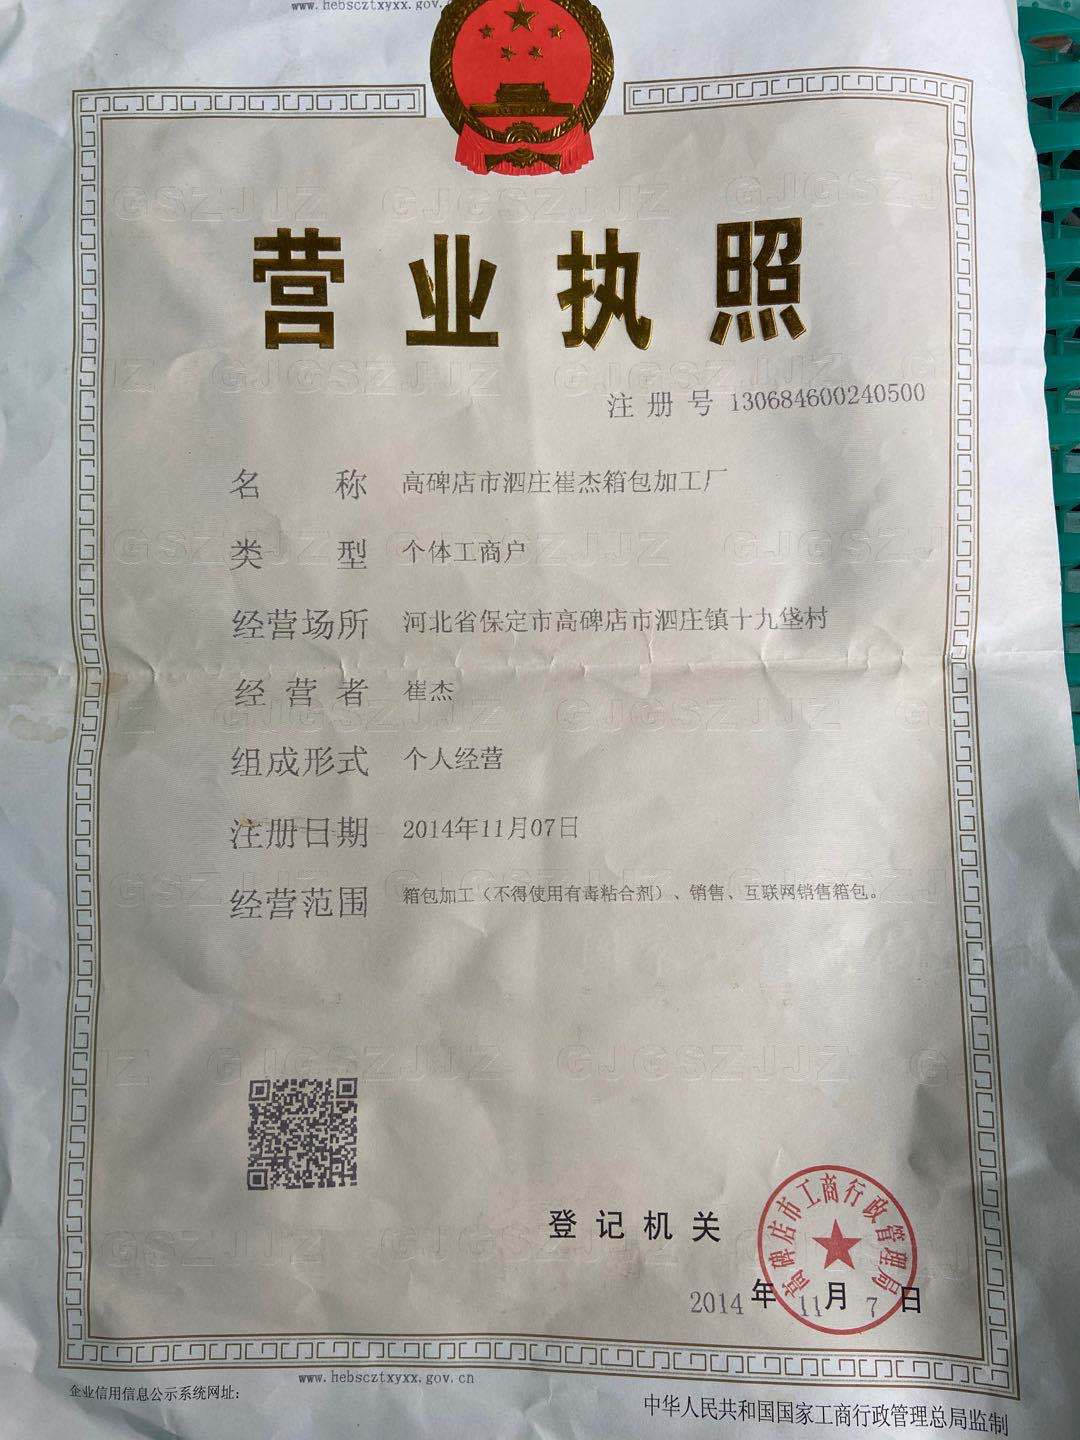 www.hebscztxyxx.gov.
营业执照
注册号 130684600240500
名称 高碑店市泗庄崔杰箱包加工厂
类型 个体工商户
经营场所 河北省保定市高碑店市泗庄镇十九垡村
经营者 崔杰
组成形式 个人经营
注册日期 2014年11月07日
经营范围 箱包加工（不得使用有毒粘合剂）、销售、互联网销售箱包。
登记机关
高碑店市工商行政管理局
2014年11月7日
www.hebscztxyxx.gov.cn
企业信用信息公示系统网址:
中华人民共和国国家工商行政管理总局监制